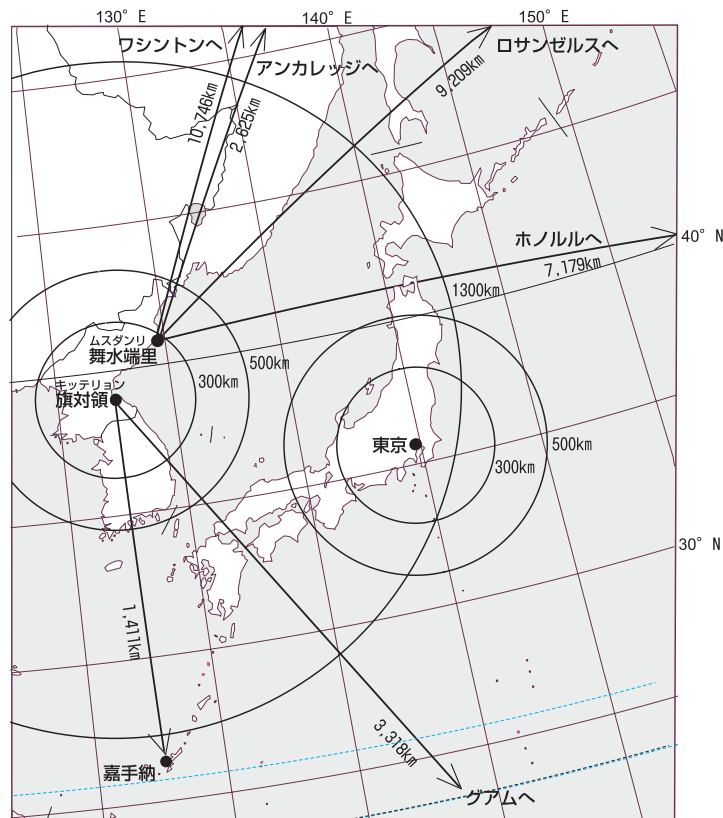 130° E
140° E
150° E
ワシントンへ
アンカレッジへ
ロサンゼルスへ
10,746km
2,625km
9,209km
ホノルルへ
40° N
7,179km
1300km
ムスダンリ
舞水端里
500km
300km
キッテリョン
旗対領
東京
500km
300km
30° N
1,411km
3,318km
嘉手納
グアムへ